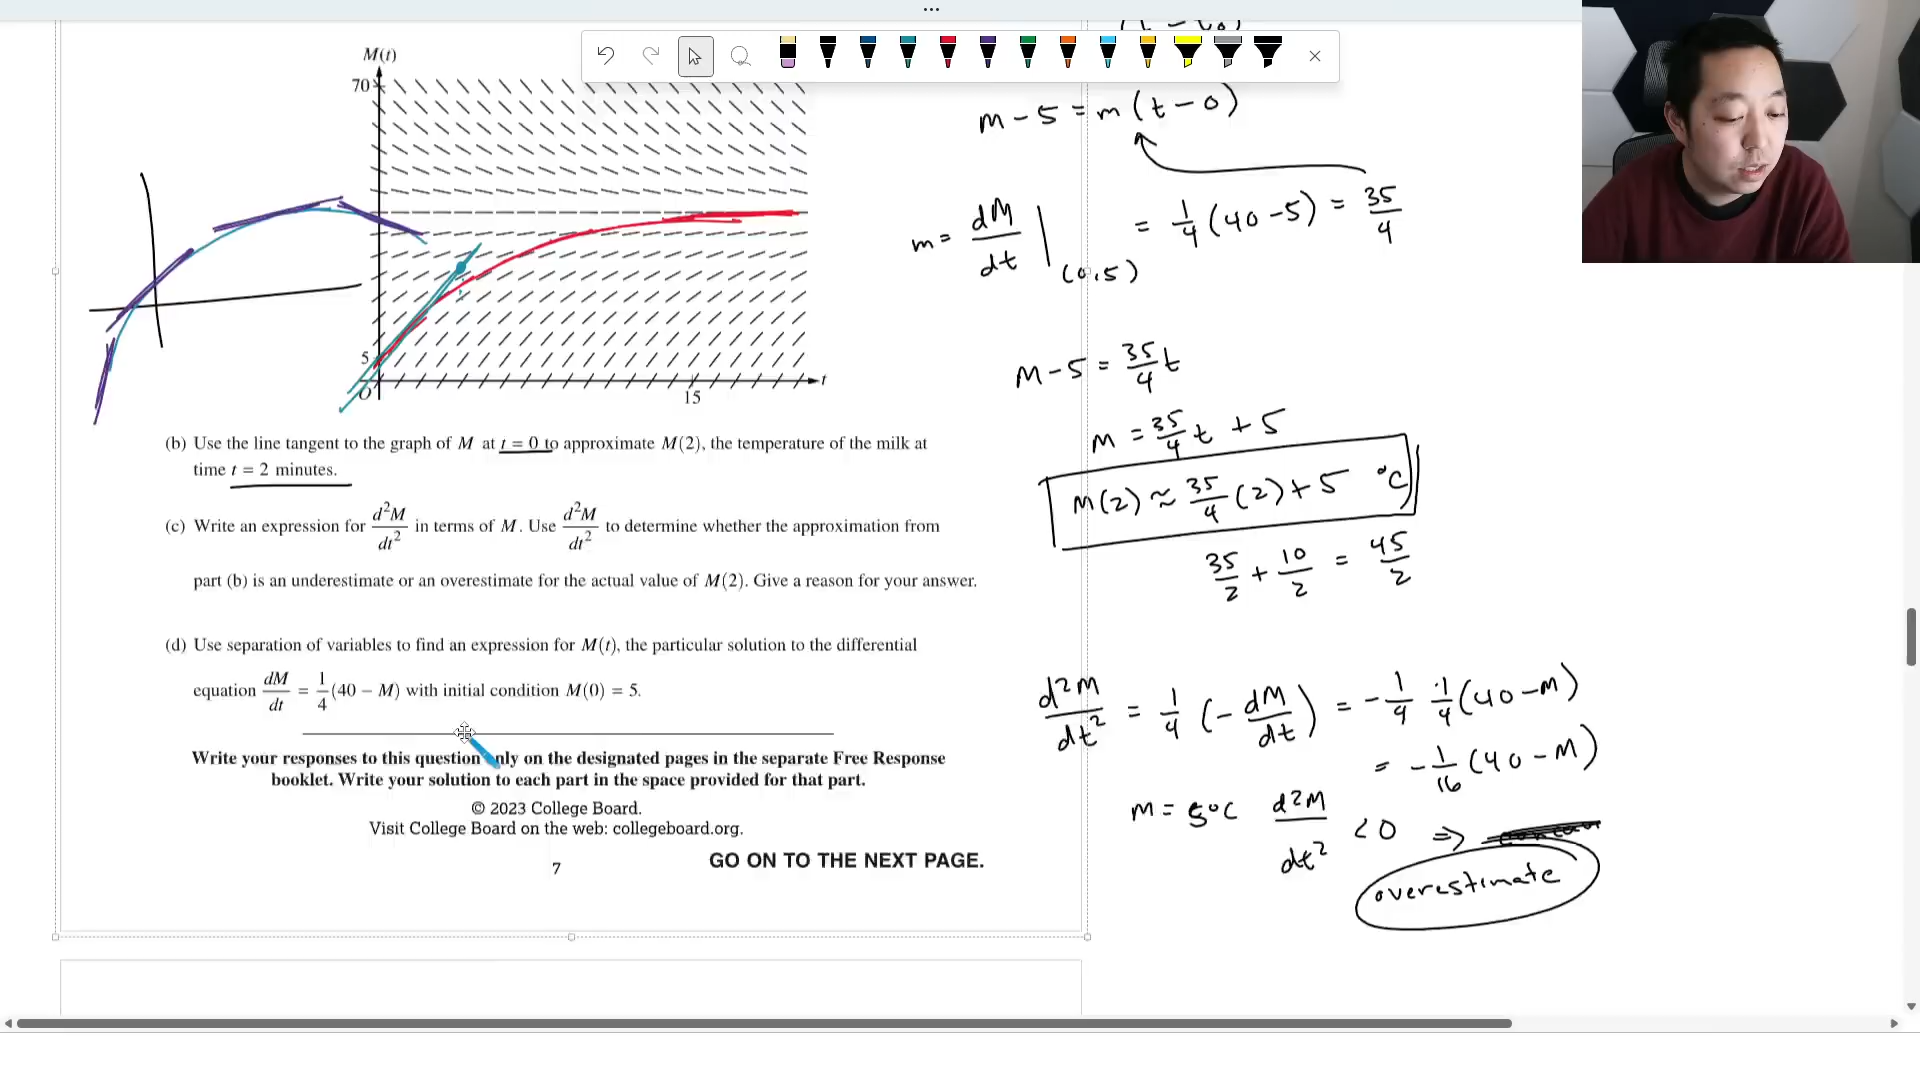 M(t)
70
5
O
15
t
(b) Use the line tangent to the graph of M at t = 0 to approximate M(2), the temperature of the milk at
time t = 2 minutes.
(c) Write an expression for d²M/dt² in terms of M. Use d²M/dt² to determine whether the approximation from
part (b) is an underestimate or an overestimate for the actual value of M(2). Give a reason for your answer.
(d) Use separation of variables to find an expression for M(t), the particular solution to the differential
equation dM/dt = 1/4(40 − M) with initial condition M(0) = 5.
Write your responses to this question only on the designated pages in the separate Free Response
booklet. Write your solution to each part in the space provided for that part.
© 2023 College Board.
Visit College Board on the web: collegeboard.org.
7
GO ON TO THE NEXT PAGE.
M − 5 = m(t − 0)
m = dM/dt |(0,5) = 1/4 (40 − 5) = 35/4
M − 5 = 35/4 t
M = 35/4 t + 5
M(2) ≈ 35/4 (2) + 5 °C
35/2 + 10/2 = 45/2
d²M/dt² = 1/4 (− dM/dt) = − 1/4 · 1/4 (40 − M)
= − 1/16 (40 − M)
M = 5°C d²M/dt² < 0 ⇒
overestimate